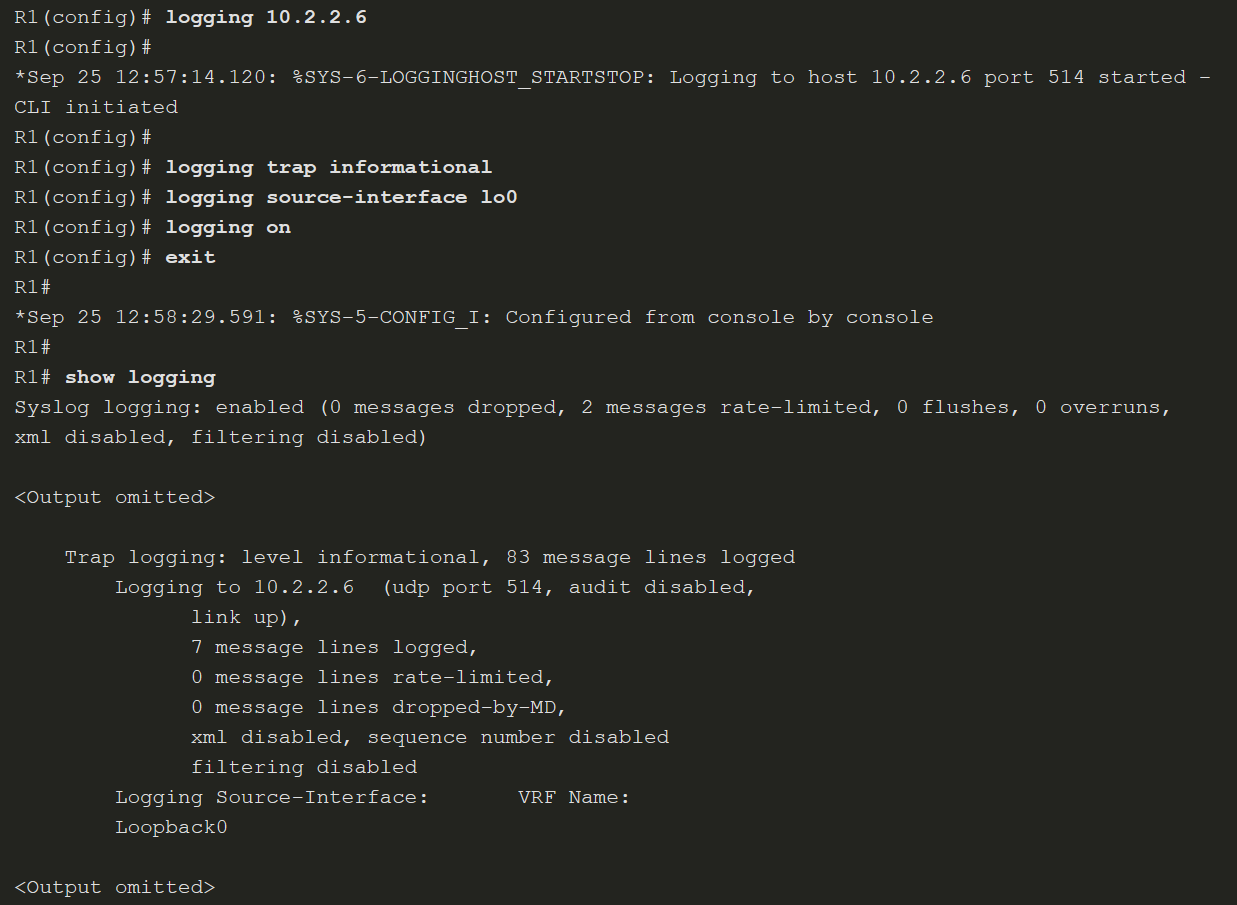 R1(config)# logging 10.2.2.6
R1(config)#
*Sep 25 12:57:14.120: %SYS-6-LOGGINGHOST_STARTSTOP: Logging to host 10.2.2.6 port 514 started -
CLI initiated
R1(config)#
R1(config)# logging trap informational
R1(config)# logging source-interface lo0
R1(config)# logging on
R1(config)# exit
R1#
*Sep 25 12:58:29.591: %SYS-5-CONFIG_I: Configured from console by console
R1#
R1# show logging
Syslog logging: enabled (0 messages dropped, 2 messages rate-limited, 0 flushes, 0 overruns,
xml disabled, filtering disabled)
<Output omitted>
Trap logging: level informational, 83 message lines logged
Logging to 10.2.2.6 (udp port 514, audit disabled,
link up),
7 message lines logged,
0 message lines rate-limited,
0 message lines dropped-by-MD,
xml disabled, sequence number disabled
filtering disabled
Logging Source-Interface: VRF Name:
Loopback0
<Output omitted>